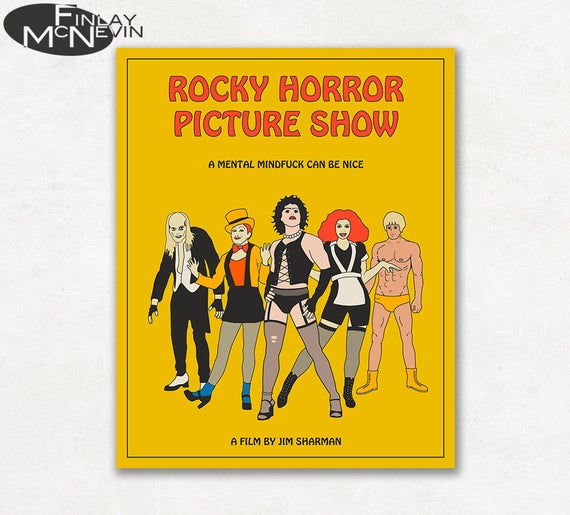 FINLAY
MCNEVIN
ROCKY HORROR
PICTURE SHOW
A MENTAL MINDFUCK CAN BE NICE
A FILM BY JIM SHARMAN